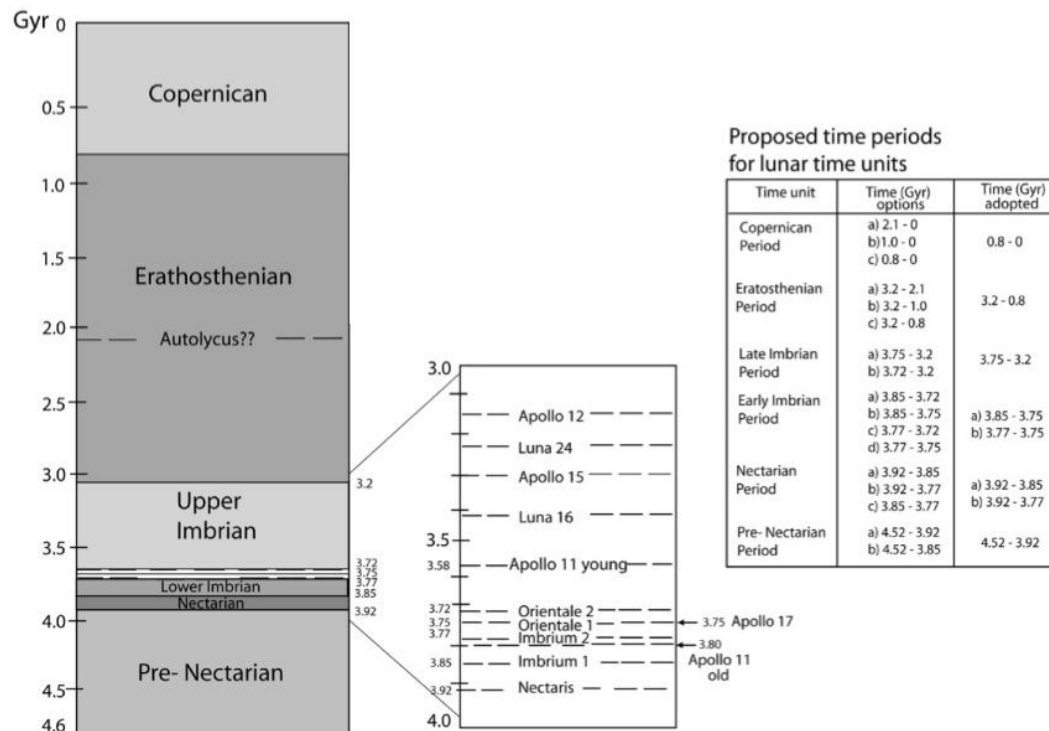 Gyr
0
Copernican
0.5
1.0
1.5
Erathosthenian
2.0
Autolycus??
2.5
3.0
3.2
Upper
Imbrian
3.5
3.72
3.75
3.77
Lower Imbrian
3.85
Nectarian
3.92
4.0
Pre- Nectarian
4.5
4.6
3.0
Apollo 12
Luna 24
Apollo 15
Luna 16
3.5
3.58 Apollo 11 young
3.72 Orientale 2
3.75 Orientale 1 3.75 Apollo 17
3.77 Imbrium 2
3.80
3.85 Imbrium 1 Apollo 11
old
3.92 Nectaris
4.0
Proposed time periods
for lunar time units
Time unit Time (Gyr) Time (Gyr)
options adopted
Copernican a) 2.1 - 0
Period b)1.0 - 0 0.8 - 0
c) 0.8 - 0
Eratosthenian a) 3.2 - 2.1
Period b) 3.2 - 1.0 3.2 - 0.8
c) 3.2 - 0.8
Late Imbrian a) 3.75 - 3.2 3.75 - 3.2
Period b) 3.72 - 3.2
Early Imbrian a) 3.85 - 3.72
Period b) 3.85 - 3.75 a) 3.85 - 3.75
c) 3.77 - 3.72 b) 3.77 - 3.75
d) 3.77 - 3.75
Nectarian a) 3.92 - 3.85 a) 3.92 - 3.85
Period b) 3.92 - 3.77 b) 3.92 - 3.77
c) 3.85 - 3.77
Pre- Nectarian a) 4.52 - 3.92 4.52 - 3.92
Period b) 4.52 - 3.85